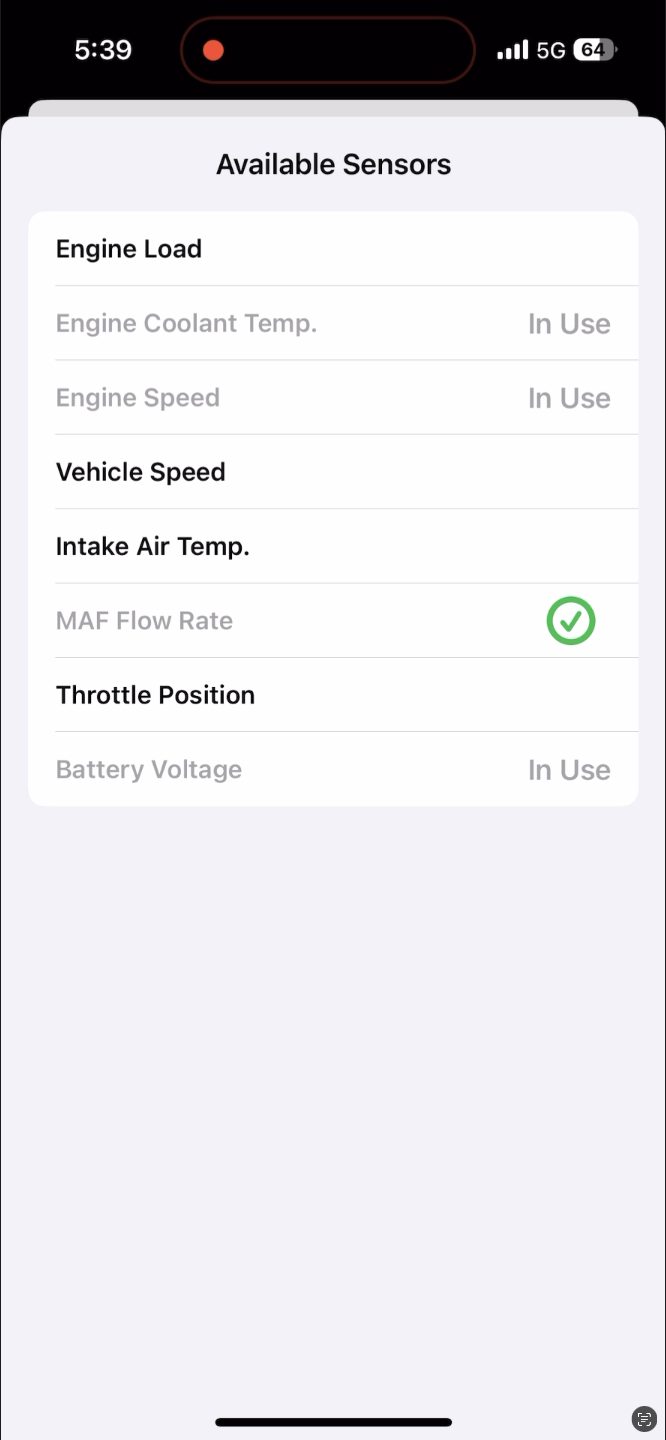 5:39
5G 64
Available Sensors
Engine Load
Engine Coolant Temp. In Use
Engine Speed In Use
Vehicle Speed
Intake Air Temp.
MAF Flow Rate
Throttle Position
Battery Voltage In Use